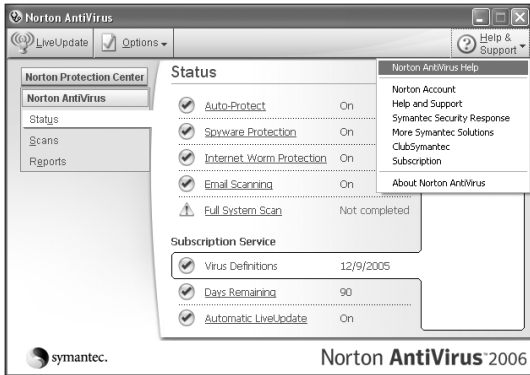 Norton AntiVirus
LiveUpdate Options Help & Support
Norton AntiVirus Help
Norton Account
Help and Support
Symantec Security Response
More Symantec Solutions
ClubSymantec
Subscription
About Norton AntiVirus
Norton Protection Center
Norton AntiVirus
Status
Scans
Reports
Status
Auto-Protect On
Spyware Protection On
Internet Worm Protection On
Email Scanning On
Full System Scan Not completed
Subscription Service
Virus Definitions 12/9/2005
Days Remaining 90
Automatic LiveUpdate On
symantec.
Norton AntiVirus 2006